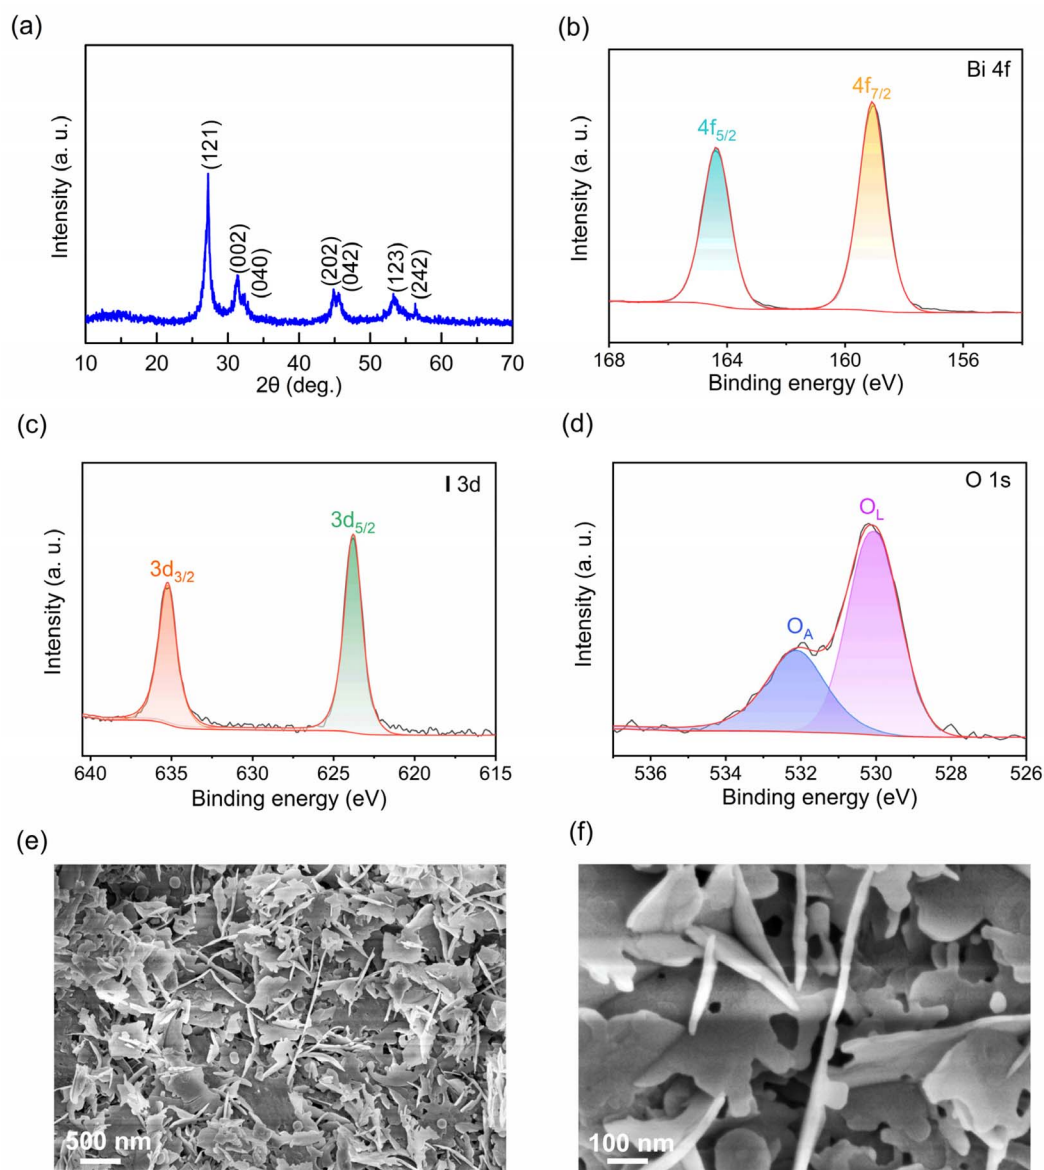 (a)
Intensity (a. u.)
(121)
(002)
(040)
(202)
(042)
(123)
(242)
10 20 30 40 50 60 70
2θ (deg.)
(b)
Bi 4f
Intensity (a. u.)
4f5/2
4f7/2
168 164 160 156
Binding energy (eV)
(c)
I 3d
Intensity (a. u.)
3d3/2
3d5/2
640 635 630 625 620 615
Binding energy (eV)
(d)
O 1s
Intensity (a. u.)
OA
OL
536 534 532 530 528 526
Binding energy (eV)
(e)
500 nm
(f)
100 nm